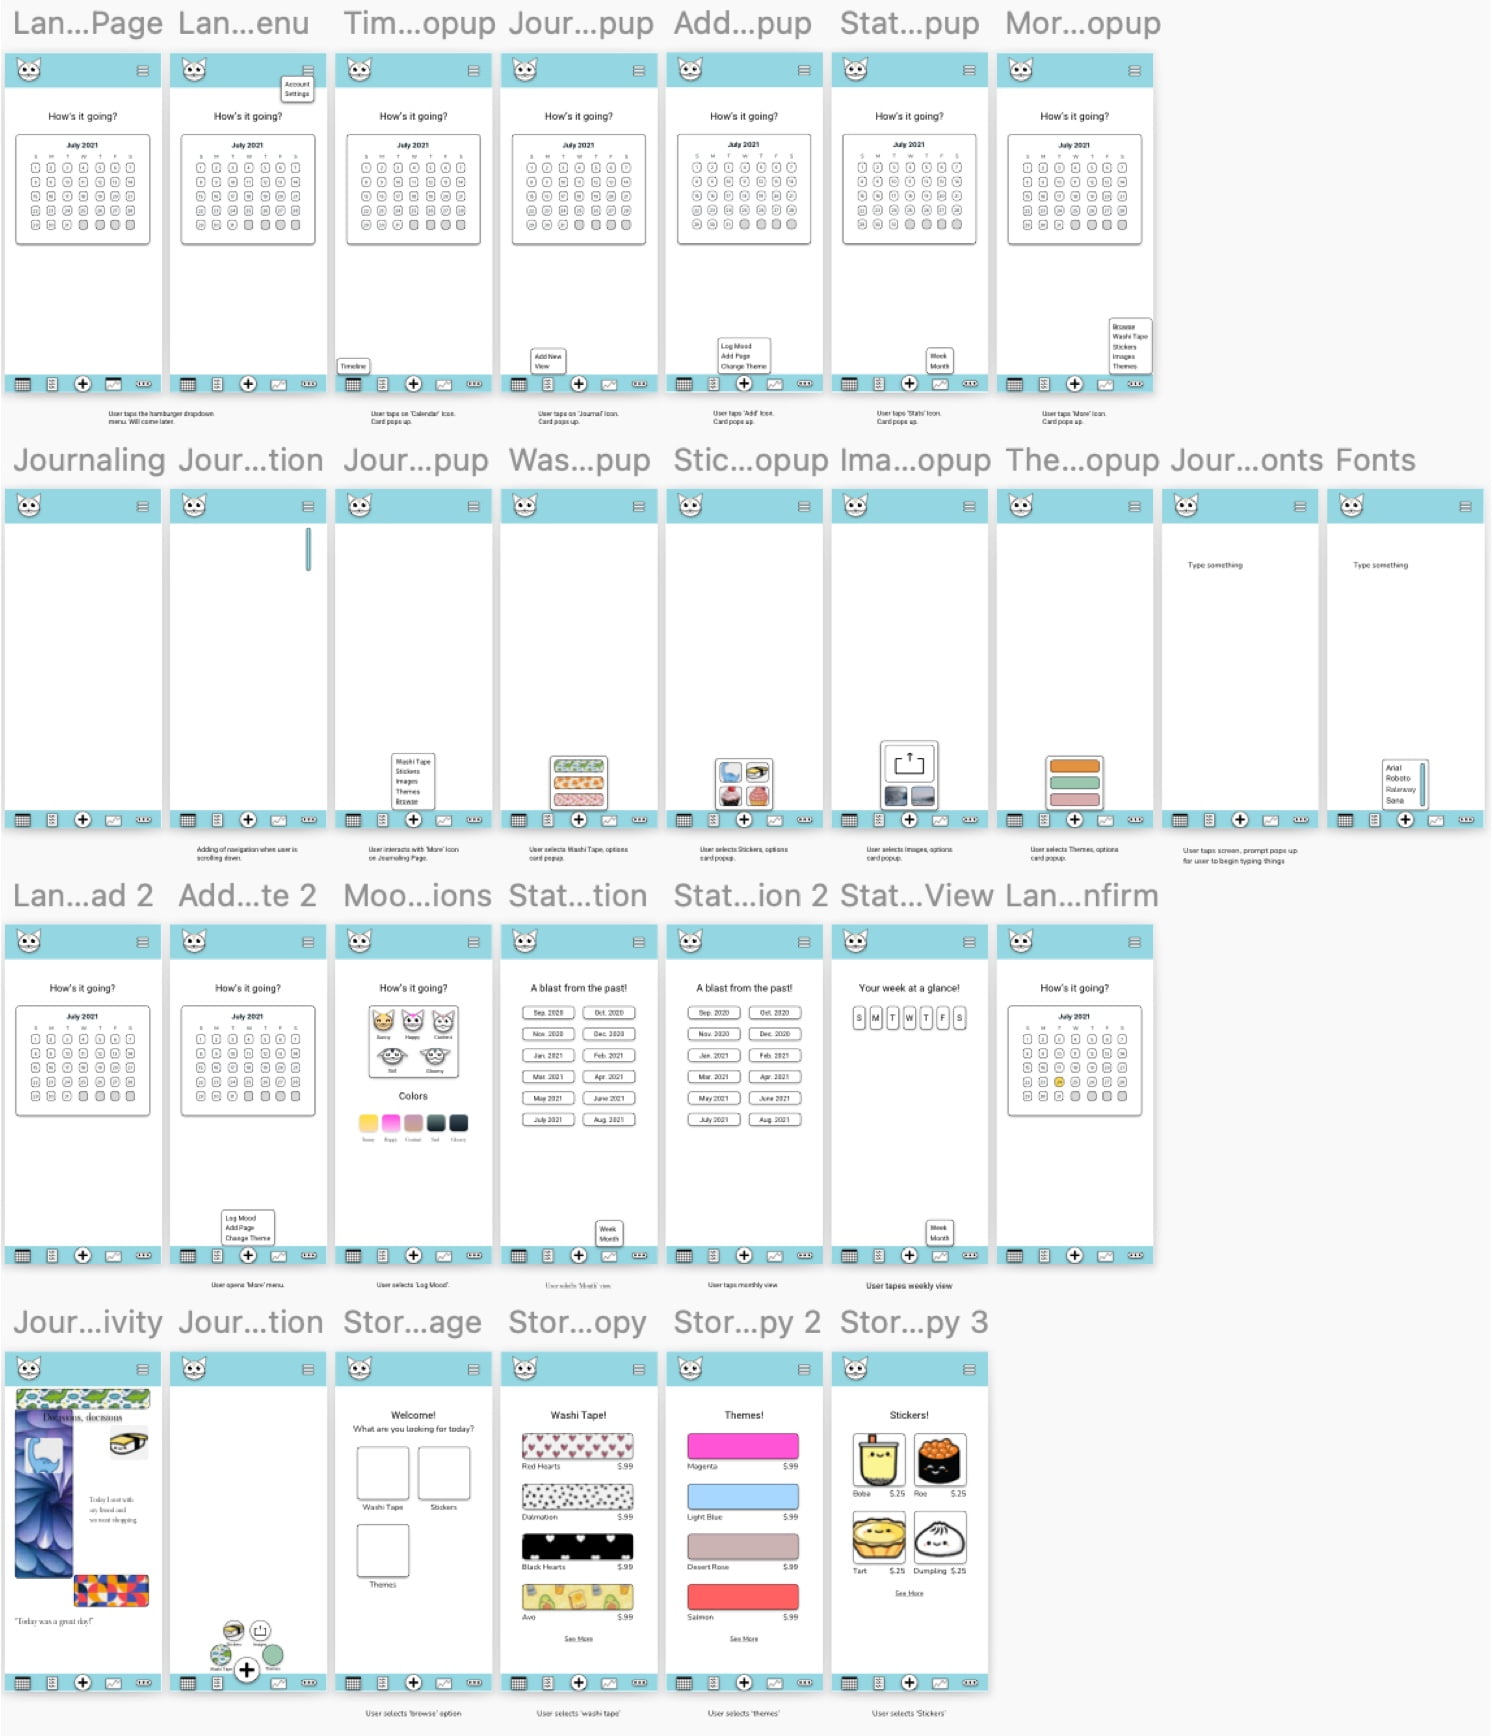 Lan...Page
Lan...enu
Tim...opup
Jour...pup
Add...pup
Stat...pup
Mor...opup
How's it going?
July 2021
Account
Settings
How's it going?
July 2021
How's it going?
July 2021
Timeline
How's it going?
July 2021
Add New
View
How's it going?
July 2021
Log Mood
Add Page
Change Theme
How's it going?
July 2021
Week
Month
How's it going?
July 2021
Browse
Washi Tape
Stickers
Images
Themes
User taps the hamburger dropdown
menu. Will come later.
User taps on 'Calendar' Icon.
Card pops up.
User taps on 'Journal' Icon.
Card pops up.
User taps 'Add' Icon.
Card pops up.
User taps 'Stats' Icon.
Card pops up.
User taps 'More' Icon.
Card pops up.
Journaling
Jour...tion
Jour...pup
Was...pup
Stic...opup
Ima...opup
The...opup
Jour...onts
Fonts
Washi Tape
Stickers
Images
Themes
Browse
Type something
Type something
Arial
Roboto
Raleway
Sana
Adding of navigation when user is
scrolling down.
User interacts with 'More' Icon
on Journaling Page.
User selects Washi Tape, options
card popup.
User selects Stickers, options
card popup.
User selects Images, options
card popup.
User selects Themes, options
card popup.
User taps screen, prompt pops up
for user to begin typing things
Lan...ad 2
Add...te 2
Moo...ions
Stat...tion
Stat...ion 2
Stat...View
Lan...nfirm
How's it going?
July 2021
How's it going?
July 2021
Log Mood
Add Page
Change Theme
How's it going?
Sunny
Happy
Content
Sad
Gloomy
Colors
Sunny
Happy
Content
Sad
Gloomy
A blast from the past!
Sep. 2020
Oct. 2020
Nov. 2020
Dec. 2020
Jan. 2021
Feb. 2021
Mar. 2021
Apr. 2021
May 2021
June 2021
July 2021
Aug. 2021
Week
Month
A blast from the past!
Sep. 2020
Oct. 2020
Nov. 2020
Dec. 2020
Jan. 2021
Feb. 2021
Mar. 2021
Apr. 2021
May 2021
June 2021
July 2021
Aug. 2021
Your week at a glance!
S M T W T F S
Week
Month
How's it going?
July 2021
User opens 'More' menu.
User selects 'Log Mood'.
User selects 'Month' view
User taps monthly view
User tapes weekly view
Jour...ivity
Jour...tion
Stor...age
Stor...opy
Stor...py 2
Stor...py 3
Decisions, decisions
Today I went with
my friend and
we went shopping.
"Today was a great day!"
Stickers
Images
Washi Tape
Themes
Welcome!
What are you looking for today?
Washi Tape
Stickers
Themes
Washi Tape!
Red Hearts $.99
Dalmation $.99
Black Hearts $.99
Avo $.99
See More
Themes!
Magenta $.99
Light Blue $.99
Desert Rose $.99
Salmon $.99
See More
Stickers!
Boba $.25
Roe $.25
Tart $.25
Dumpling $.25
See More
User selects 'browse' option
User selects 'washi tape'
User selects 'themes'
User selects 'Stickers'